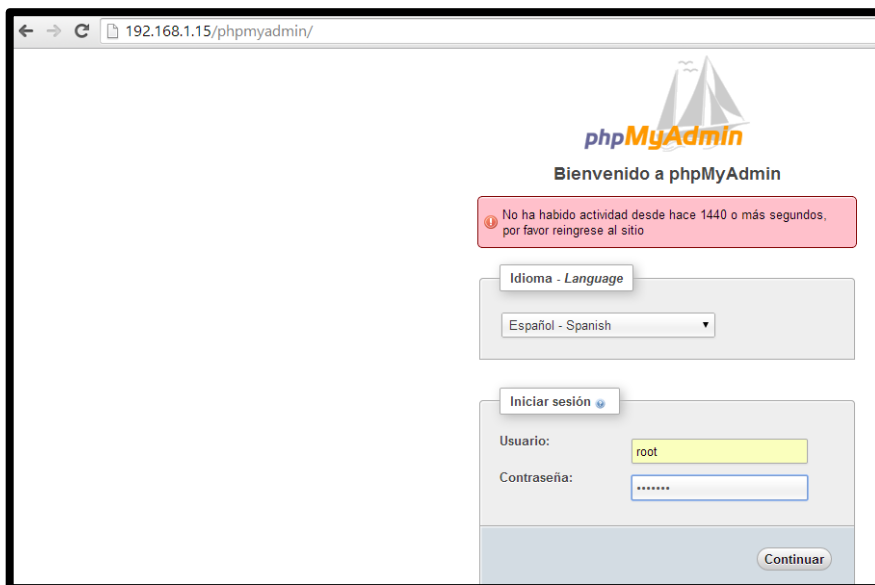 192.168.1.15/phpmyadmin/
phpMyAdmin
Bienvenido a phpMyAdmin
No ha habido actividad desde hace 1440 o más segundos,
por favor reingrese al sitio
Idioma - Language
Español - Spanish
Iniciar sesión
Usuario:
root
Contraseña:
•••••••
Continuar